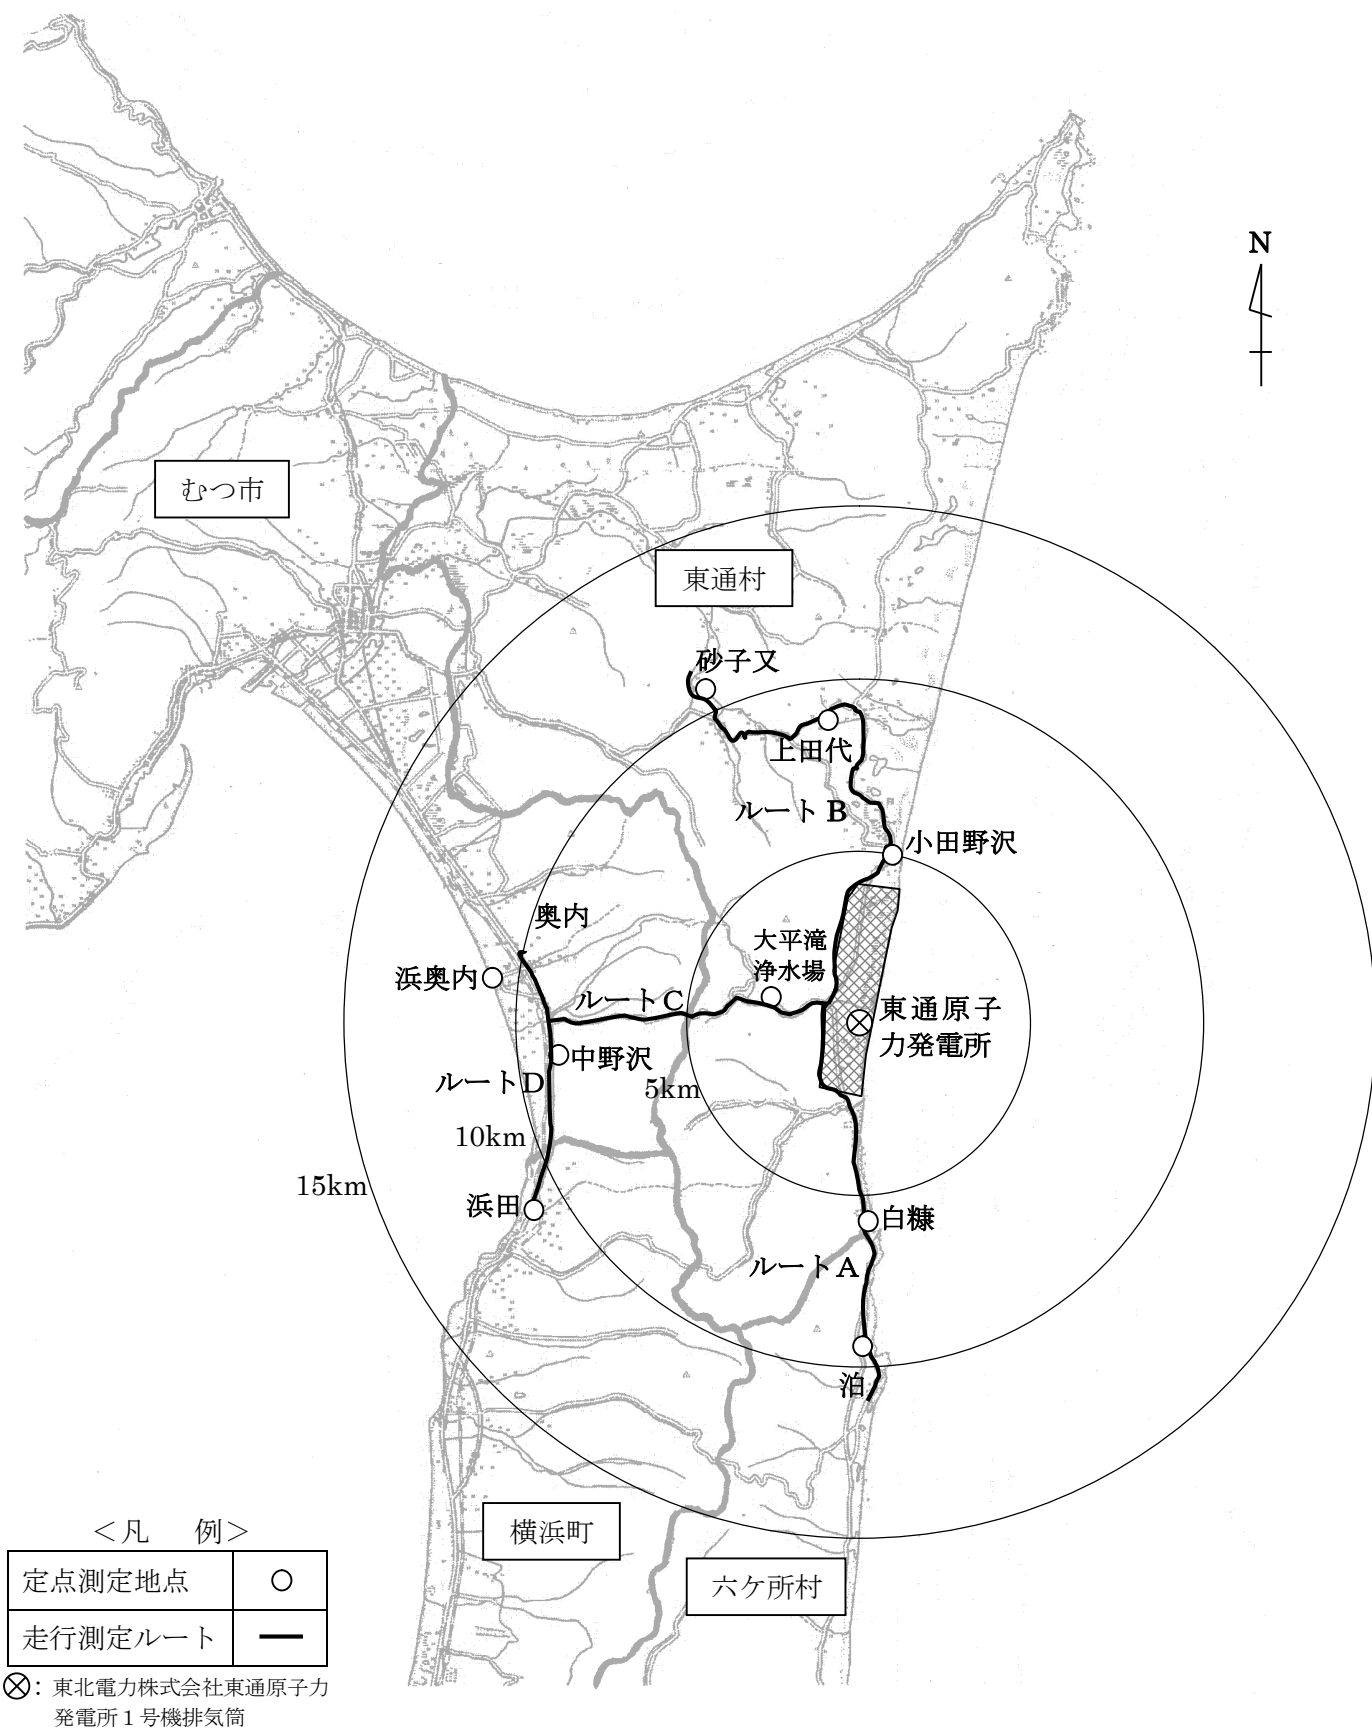 N
むつ市
東通村
砂子又
上田代
ルートB
小田野沢
奥内
大平滝
浄水場
浜奥内
ルートC
東通原子
力発電所
中野沢
ルートD
5km
10km
15km
浜田
白糠
ルートA
泊
横浜町
六ケ所村
＜凡　例＞
定点測定地点 ○
走行測定ルート
⊗：東北電力株式会社東通原子力
発電所１号機排気筒